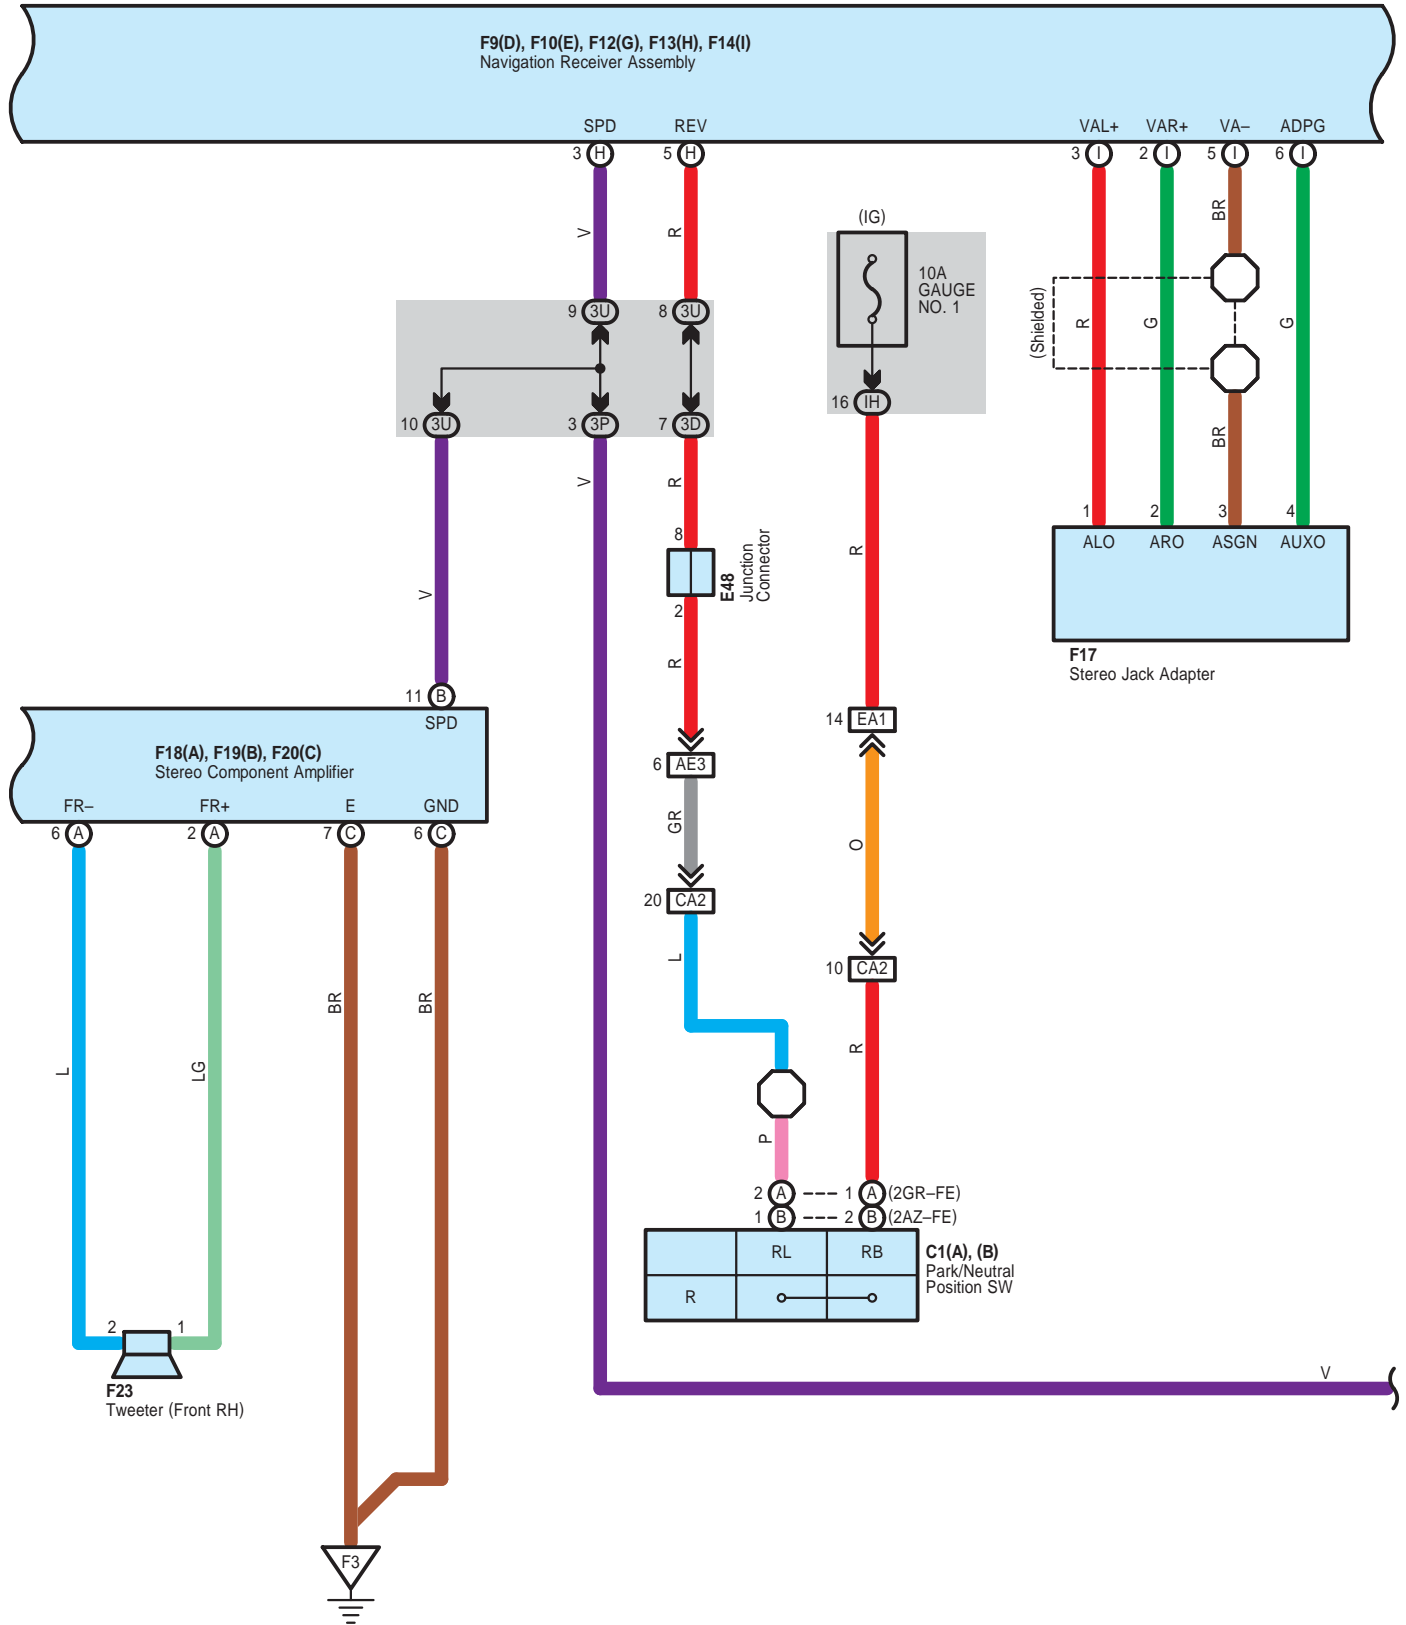 F9(D), F10(E), F12(G), F13(H), F14(I)
Navigation Receiver Assembly
SPD REV VAL+ VAR+ VA– ADPG
3 H 5 H 3 I 2 I 5 I 6 I
V R BR
(IG)
10A
GAUGE
NO. 1
9 3U 8 3U
(Shielded)
R G G
16 IH
10 3U 3 3P 7 3D
V R BR
1 2 3 4
8
ALO ARO ASGN AUXO
E48
Junction
Connector
R
V
2
R
F17
Stereo Jack Adapter
11 B
SPD
14 EA1
F18(A), F19(B), F20(C)
Stereo Component Amplifier
6 AE3
FR– FR+ E GND
6 A 2 A 7 C 6 C
GR
O
20 CA2
L
10 CA2
BR BR
R
L LG
P
2 A 1 A (2GR–FE)
1 B 2 B (2AZ–FE)
RL RB
C1(A), (B)
Park/Neutral
Position SW
R
2 1
F23
Tweeter (Front RH)
V
F3